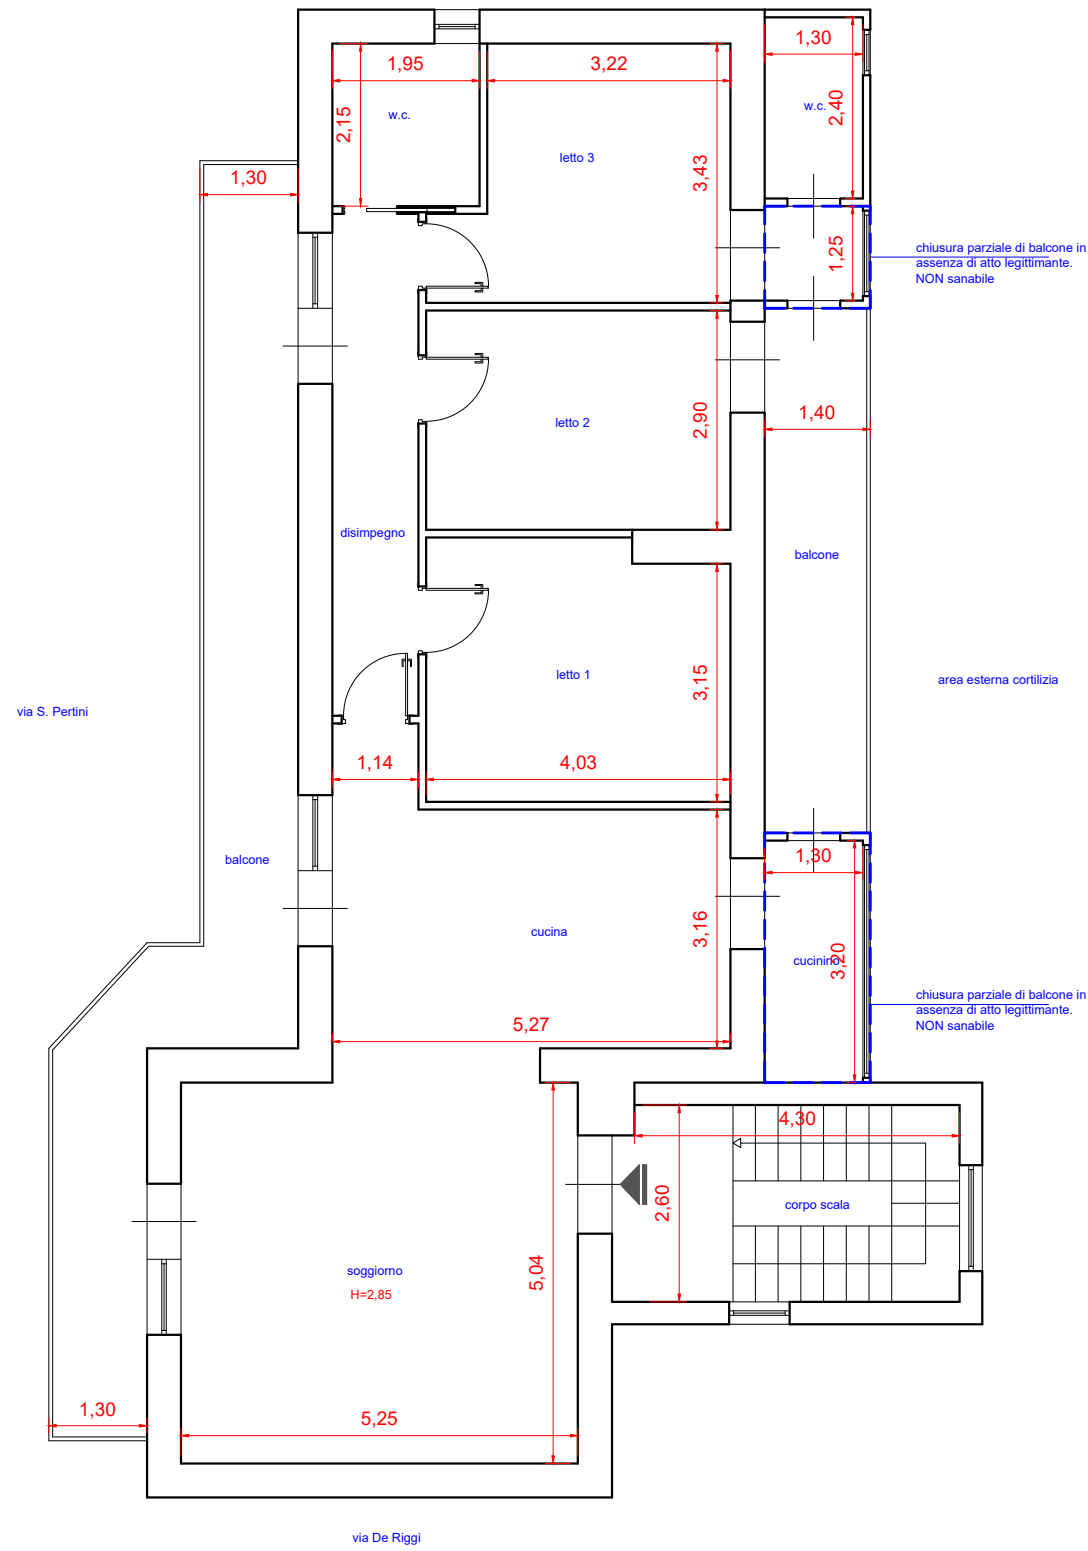 1,30
1,95
3,22
2,40
w.c.
w.c.
2,15
letto 3
3,43
1,30
1,25
chiusura parziale di balcone in
assenza di atto legittimante.
NON sanabile
2,90
1,40
letto 2
disimpegno
balcone
letto 1
3,15
area esterna cortilizia
via S. Pertini
1,14
4,03
balcone
1,30
cucina
3,16
cucinino
3,20
chiusura parziale di balcone in
assenza di atto legittimante.
NON sanabile
5,27
4,30
2,60
corpo scala
soggiorno
5,04
H=2,85
1,30
5,25
via De Riggi